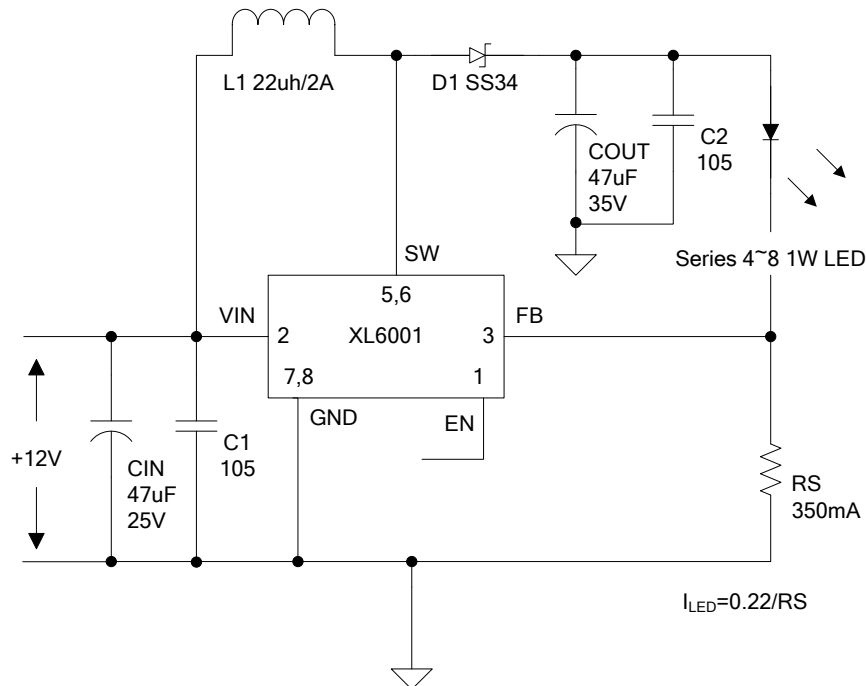 L1 22uh/2A
D1 SS34
COUT
47uF
35V
C2
105
Series 4~8 1W LED
SW
5,6
VIN
2
XL6001
3
FB
7,8
1
GND
EN
+12V
CIN
47uF
25V
C1
105
RS
350mA
I_LED=0.22/RS